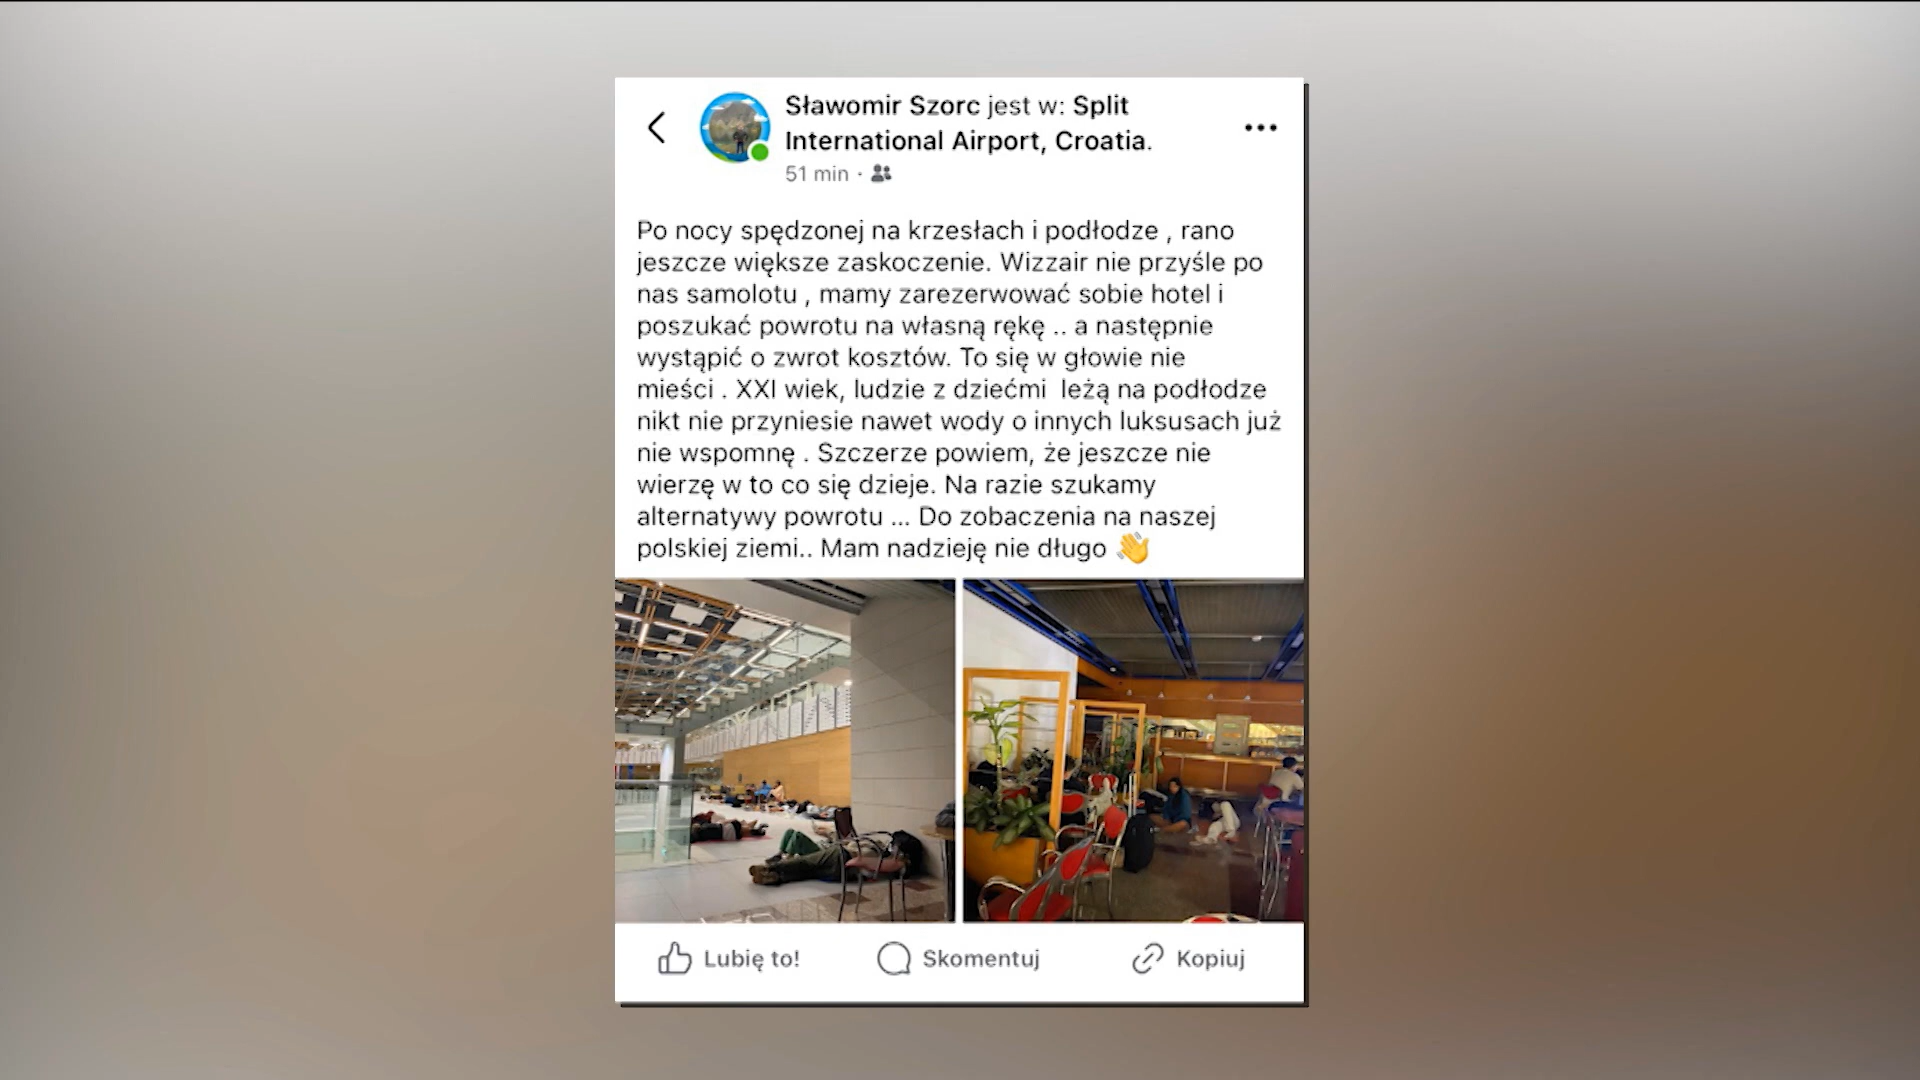 Sławomir Szorc jest w: Split
International Airport, Croatia.
51 min ·
Po nocy spędzonej na krzesłach i podłodze , rano
jeszcze większe zaskoczenie. Wizzair nie przyśle po
nas samolotu , mamy zarezerwować sobie hotel i
poszukać powrotu na własną rękę .. a następnie
wystąpić o zwrot kosztów. To się w głowie nie
mieści . XXI wiek, ludzie z dziećmi  leżą na podłodze
nikt nie przyniesie nawet wody o innych luksusach już
nie wspomnę . Szczerze powiem, że jeszcze nie
wierzę w to co się dzieje. Na razie szukamy
alternatywy powrotu ... Do zobaczenia na naszej
polskiej ziemi.. Mam nadzieję nie długo 👋
Lubię to!
Skomentuj
Kopiuj